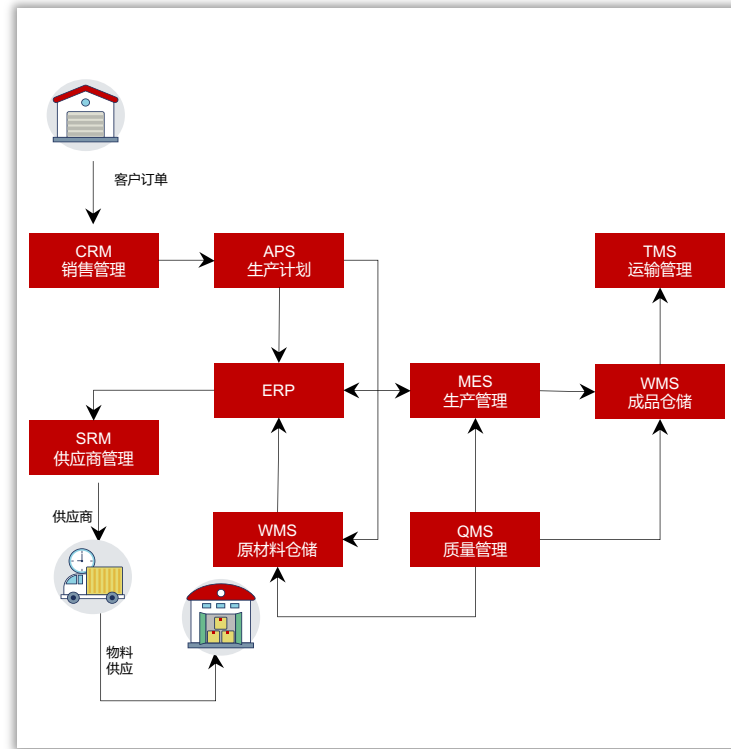 客户订单
CRM
销售管理
APS
生产计划
TMS
运输管理
ERP
MES
生产管理
WMS
成品仓储
SRM
供应商管理
供应商
WMS
原材料仓储
QMS
质量管理
物料
供应